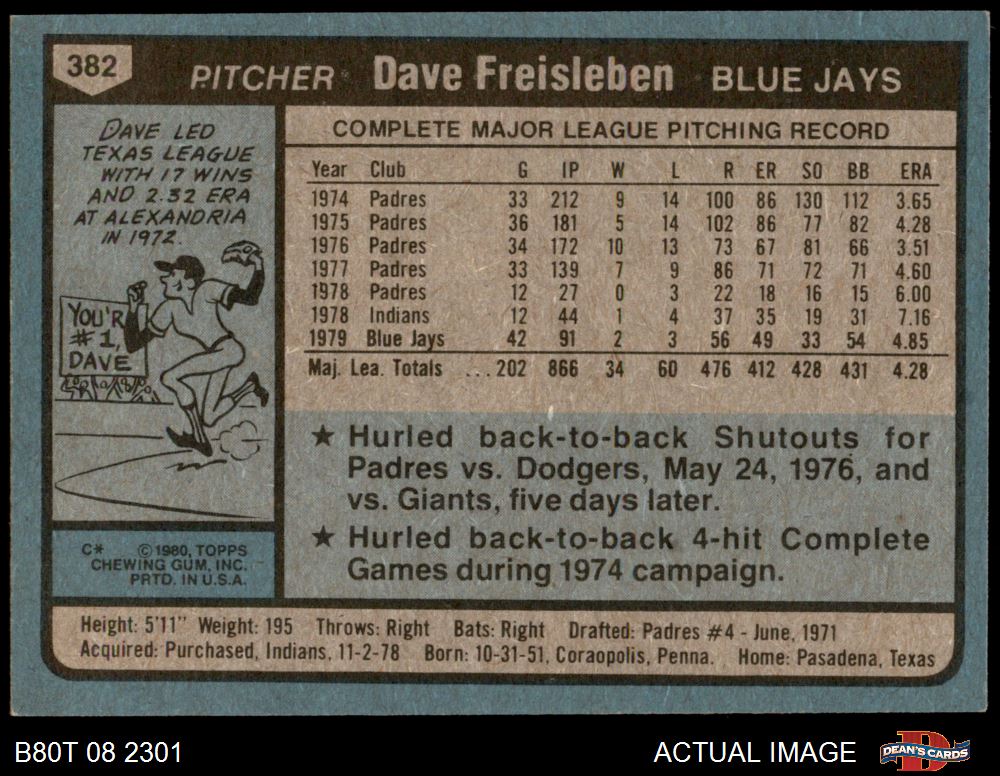 382
PITCHER Dave Freisleben BLUE JAYS
DAVE LED
TEXAS LEAGUE
WITH 17 WINS
AND 2.32 ERA
AT ALEXANDRIA
IN 1972.
YOU'R
#1,
DAVE
C* ©1980, TOPPS
CHEWING GUM, INC.
PRTD. IN U.S.A.
COMPLETE MAJOR LEAGUE PITCHING RECORD
Year Club G IP W L R ER SO BB ERA
1974 Padres 33 212 9 14 100 86 130 112 3.65
1975 Padres 36 181 5 14 102 86 77 82 4.28
1976 Padres 34 172 10 13 73 67 81 66 3.51
1977 Padres 33 139 7 9 86 71 72 71 4.60
1978 Padres 12 27 0 3 22 18 16 15 6.00
1978 Indians 12 44 1 4 37 35 19 31 7.16
1979 Blue Jays 42 91 2 3 56 49 33 54 4.85
Maj. Lea. Totals ...202 866 34 60 476 412 428 431 4.28
★ Hurled back-to-back Shutouts for
Padres vs. Dodgers, May 24, 1976, and
vs. Giants, five days later.
★ Hurled back-to-back 4-hit Complete
Games during 1974 campaign.
Height: 5'11" Weight: 195 Throws: Right Bats: Right Drafted: Padres #4 - June, 1971
Acquired: Purchased, Indians, 11-2-78 Born: 10-31-51, Coraopolis, Penna. Home: Pasadena, Texas
B80T 08 2301 ACTUAL IMAGE DEAN'S CARDS